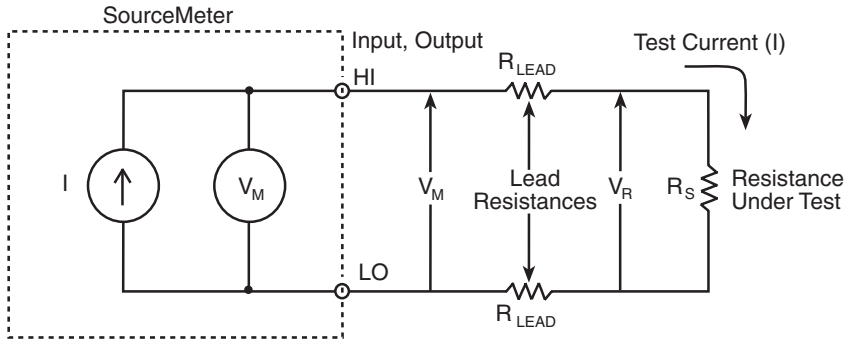 SourceMeter
Input, Output
Test Current (I)
R LEAD
HI
I
V M
V M
Lead
Resistances
V R
R S
Resistance
Under Test
LO
R LEAD